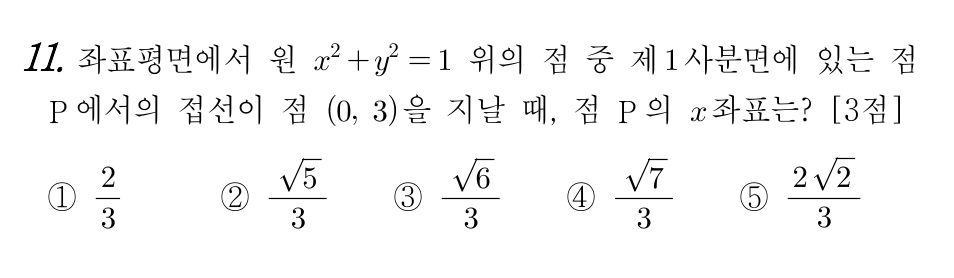 11. 좌표평면에서 원 x²+y²=1 위의 점 중 제1사분면에 있는 점
P에서의 접선이 점 (0, 3)을 지날 때, 점 P의 x좌표는? [3점]
① 2/3 ② √5/3 ③ √6/3 ④ √7/3 ⑤ 2√2/3